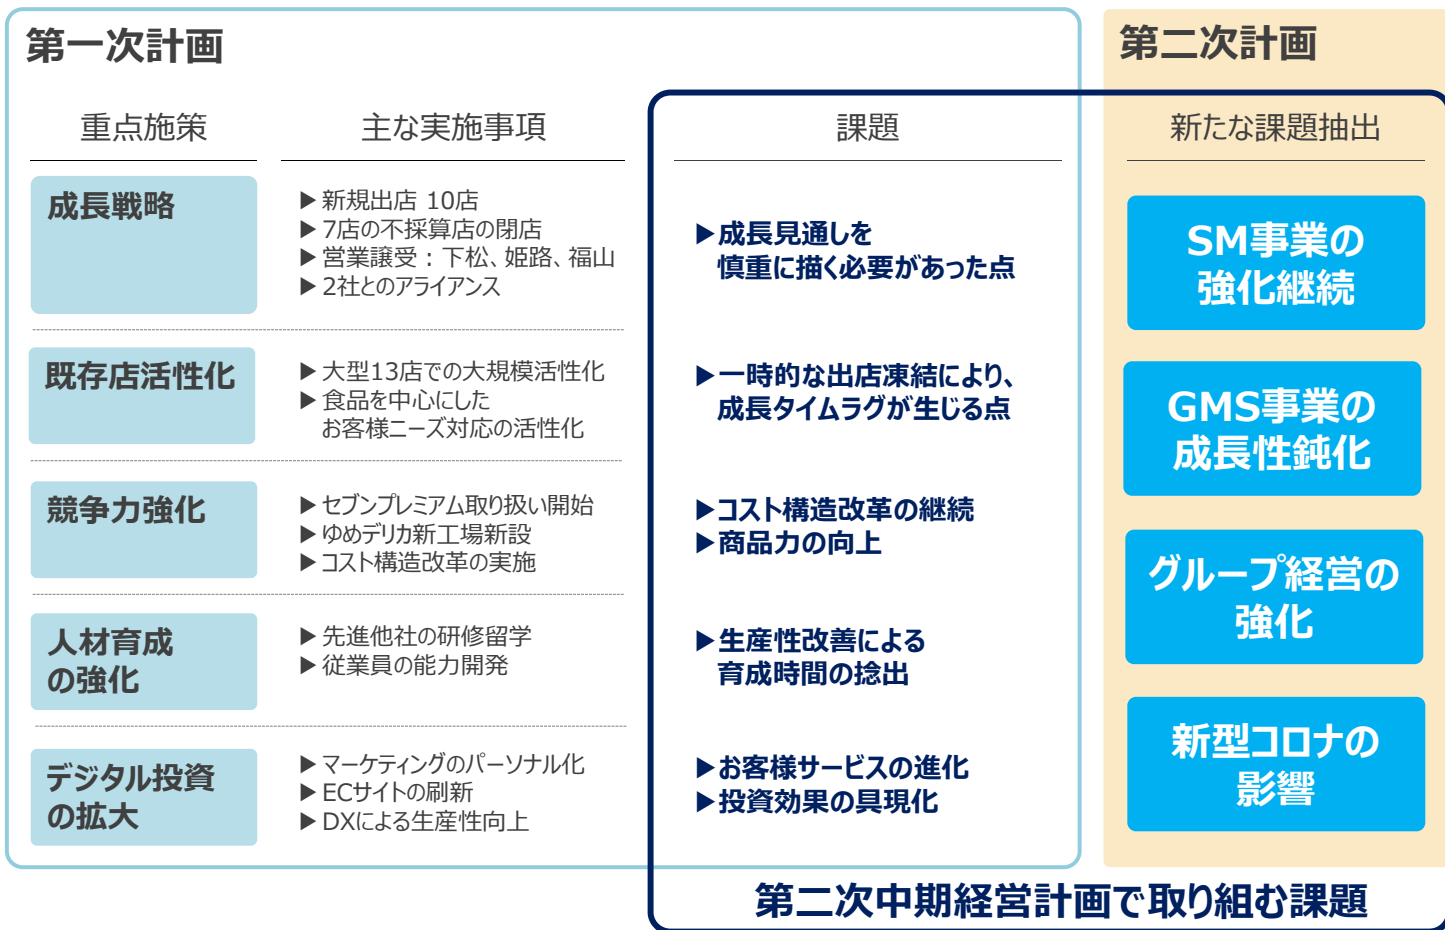 第一次計画
重点施策
主な実施事項
課題
成長戦略
▶新規出店 10店
▶7店の不採算店の閉店
▶営業譲受：下松、姫路、福山
▶2社とのアライアンス
▶成長見通しを
慎重に描く必要があった点
既存店活性化
▶大型13店での大規模活性化
▶食品を中心にした
お客様ニーズ対応の活性化
▶一時的な出店凍結により、
成長タイムラグが生じる点
競争力強化
▶セブンプレミアム取り扱い開始
▶ゆめデリカ新工場新設
▶コスト構造改革の実施
▶コスト構造改革の継続
▶商品力の向上
人材育成
の強化
▶先進他社の研修留学
▶従業員の能力開発
▶生産性改善による
育成時間の捻出
デジタル投資
の拡大
▶マーケティングのパーソナル化
▶ECサイトの刷新
▶DXによる生産性向上
▶お客様サービスの進化
▶投資効果の具現化
第二次計画
新たな課題抽出
SM事業の
強化継続
GMS事業の
成長性鈍化
グループ経営の
強化
新型コロナの
影響
第二次中期経営計画で取り組む課題